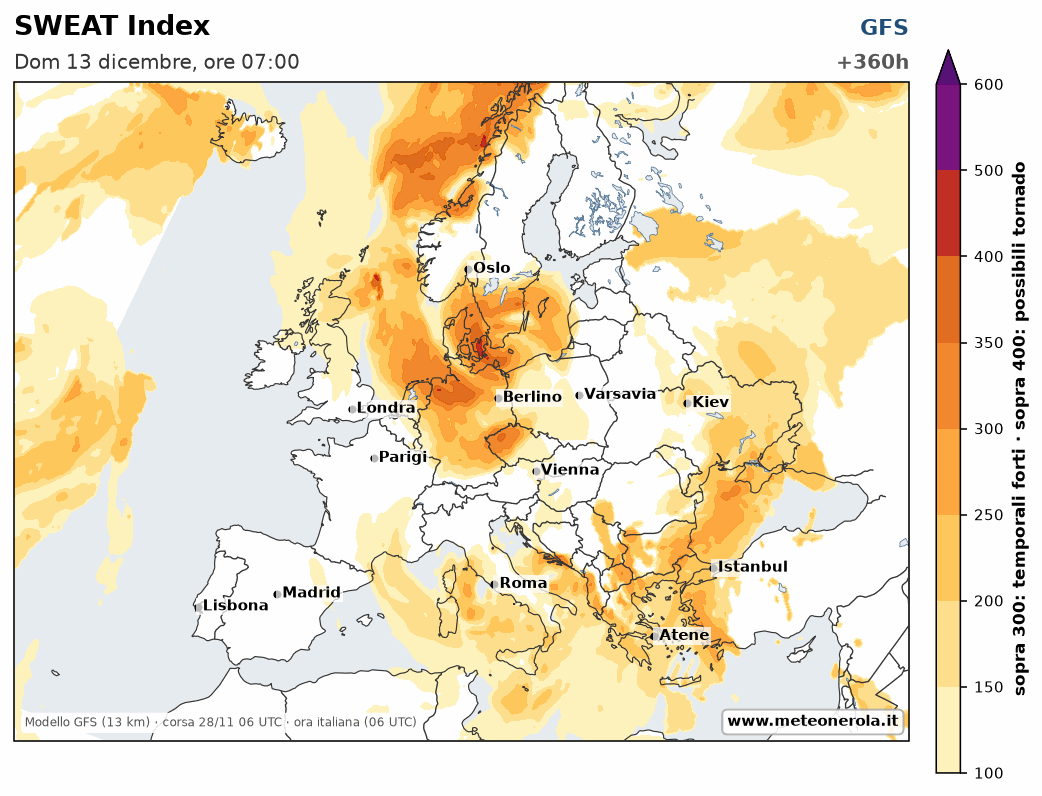 SWEAT Index
GFS
Dom 13 dicembre, ore 07:00
+360h
600
500
400
350
300
250
200
150
100
sopra 300: temporali forti · sopra 400: possibili tornado
Oslo
Londra
Berlino
Varsavia
Kiev
Parigi
Vienna
Madrid
Lisbona
Roma
Istanbul
Atene
Modello GFS (13 km) · corsa 28/11 06 UTC · ora italiana (06 UTC)
www.meteonerola.it